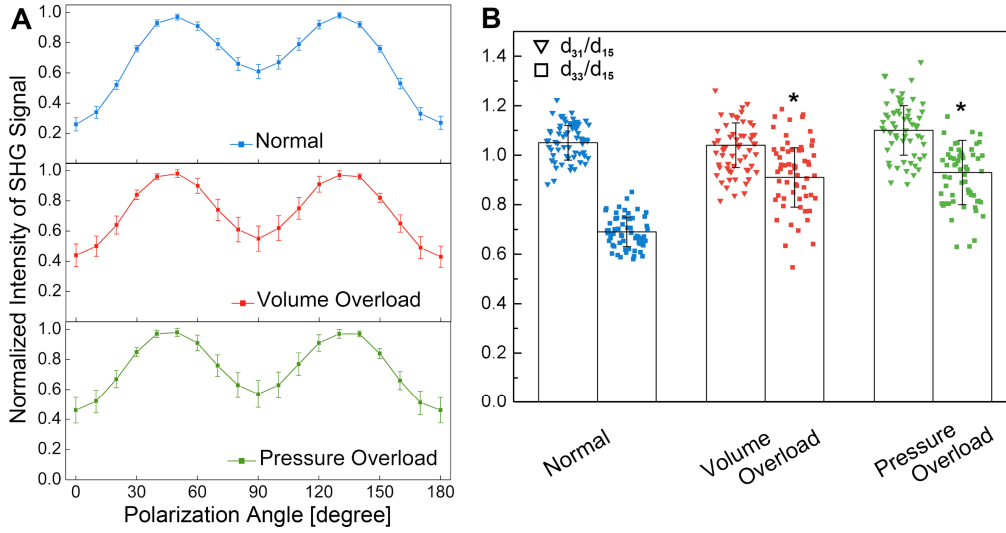 A
Normalized Intensity of SHG Signal
1.0
0.8
0.6
0.4
0.2
Normal
1.0
0.8
0.6
0.4
0.2
Volume Overload
1.0
0.8
0.6
0.4
0.2
0.0
Pressure Overload
0 30 60 90 120 150 180
Polarization Angle [degree]
B
d31/d15
d33/d15
1.4
1.2
1.0
0.8
0.6
0.4
0.2
0.0
*
*
Normal
Volume
Overload
Pressure
Overload